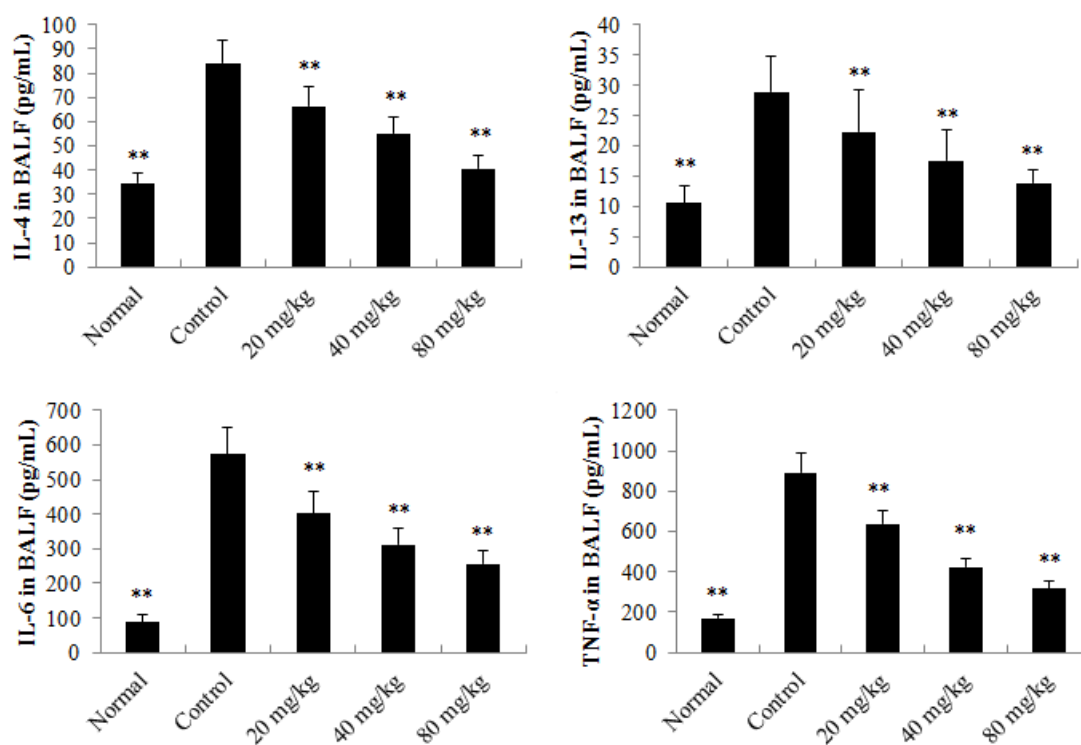 IL-4 in BALF (pg/mL)
100
90
80
70
60
50
40
30
20
10
0
**
**
**
**
Normal
Control
20 mg/kg
40 mg/kg
80 mg/kg
IL-13 in BALF (pg/mL)
40
35
30
25
20
15
10
5
0
**
**
**
**
Normal
Control
20 mg/kg
40 mg/kg
80 mg/kg
IL-6 in BALF (pg/mL)
700
600
500
400
300
200
100
0
**
**
**
**
Normal
Control
20 mg/kg
40 mg/kg
80 mg/kg
TNF-α in BALF (pg/mL)
1200
1000
800
600
400
200
0
**
**
**
**
Normal
Control
20 mg/kg
40 mg/kg
80 mg/kg